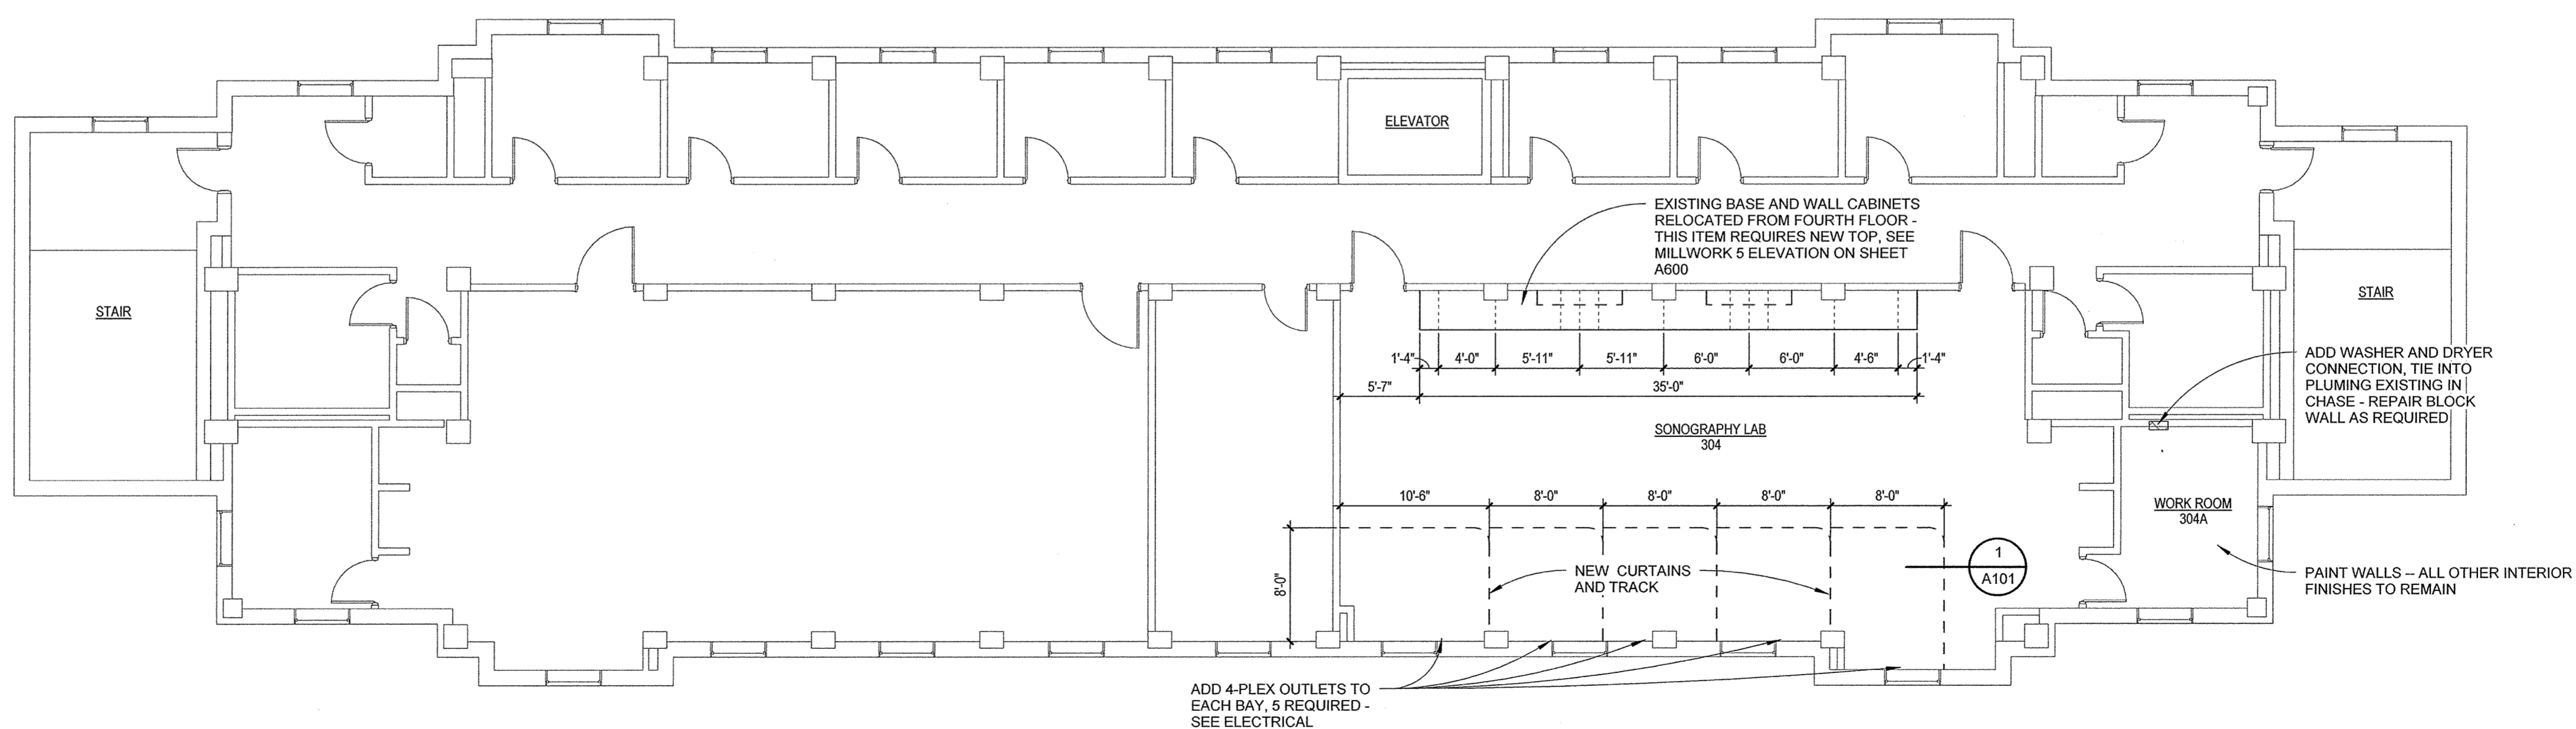 ELEVATOR
EXISTING BASE AND WALL CABINETS
RELOCATED FROM FOURTH FLOOR -
THIS ITEM REQUIRES NEW TOP, SEE
MILLWORK 5 ELEVATION ON SHEET
A600
STAIR
STAIR
1'-4" 4'-0" 5'-11" 5'-11" 6'-0" 6'-0" 4'-6" 1'-4"
5'-7" 35'-0"
ADD WASHER AND DRYER
CONNECTION, TIE INTO
PLUMING EXISTING IN
CHASE - REPAIR BLOCK
WALL AS REQUIRED
SONOGRAPHY LAB
304
10'-6" 8'-0" 8'-0" 8'-0" 8'-0"
WORK ROOM
304A
8'-0"
NEW CURTAINS
AND TRACK
1
A101
PAINT WALLS -- ALL OTHER INTERIOR
FINISHES TO REMAIN
ADD 4-PLEX OUTLETS TO
EACH BAY, 5 REQUIRED -
SEE ELECTRICAL